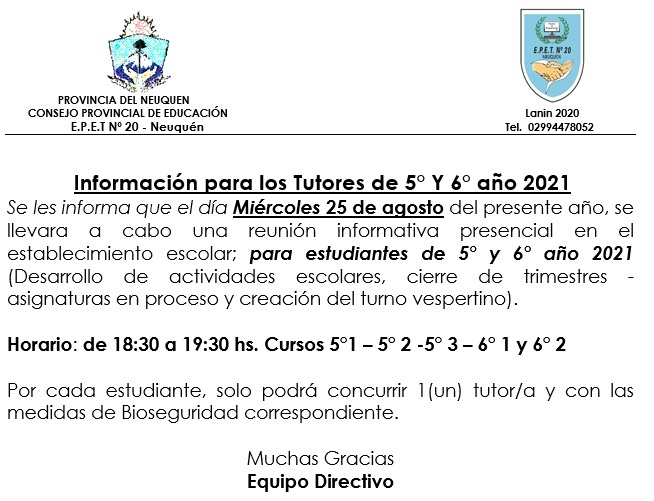 PROVINCIA DEL NEUQUEN
CONSEJO PROVINCIAL DE EDUCACIÓN
E.P.E.T Nº 20 - Neuquén
E.P.E.T Nº 20
NEUQUÉN
Lanin 2020
Tel. 02994478052
Información para los Tutores de 5° Y 6° año 2021
Se les informa que el día Miércoles 25 de agosto del presente año, se
llevara a cabo una reunión informativa presencial en el
establecimiento escolar; para estudiantes de 5° y 6° año 2021
(Desarrollo de actividades escolares, cierre de trimestres -
asignaturas en proceso y creación del turno vespertino).
Horario: de 18:30 a 19:30 hs. Cursos 5°1 – 5° 2 -5° 3 – 6° 1 y 6° 2
Por cada estudiante, solo podrá concurrir 1(un) tutor/a y con las
medidas de Bioseguridad correspondiente.
Muchas Gracias
Equipo Directivo